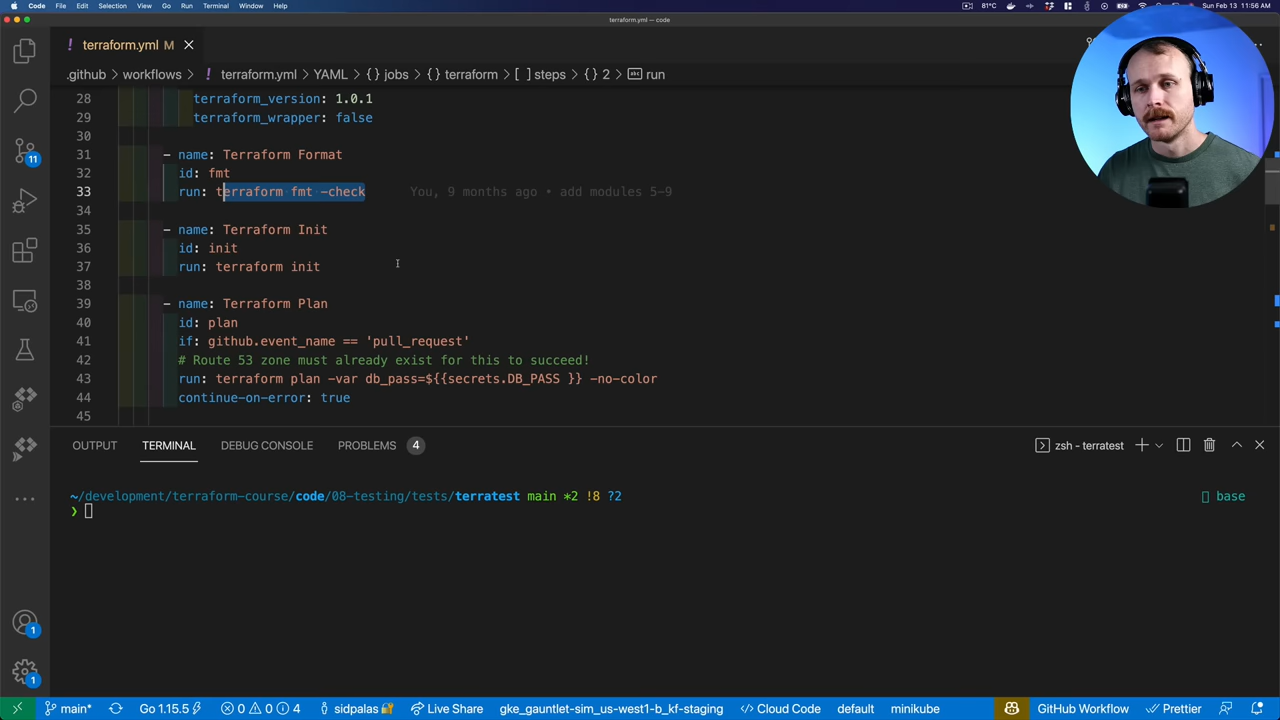 Code File Edit Selection View Go Run Terminal Window Help 81°C Sun Feb 13 11:56 AM
terraform.yml — code
! terraform.yml M ×
.github > workflows > ! terraform.yml > YAML > {} jobs > {} terraform > [ ] steps > {} 2 > abc run
28 terraform_version: 1.0.1
29 terraform_wrapper: false
30
31 - name: Terraform Format
32 id: fmt
33 run: terraform fmt -check You, 9 months ago • add modules 5-9
34
35 - name: Terraform Init
36 id: init
37 run: terraform init
38
39 - name: Terraform Plan
40 id: plan
41 if: github.event_name == 'pull_request'
42 # Route 53 zone must already exist for this to succeed!
43 run: terraform plan -var db_pass=${{secrets.DB_PASS }} -no-color
44 continue-on-error: true
45
11
OUTPUT TERMINAL DEBUG CONSOLE PROBLEMS 4 zsh - terratest
~/development/terraform-course/code/08-testing/tests/terratest main *2 !8 ?2 base
❯
1
1
main* Go 1.15.5 0 0 4 sidpalas Live Share gke_gauntlet-sim_us-west1-b_kf-staging Cloud Code default minikube GitHub Workflow Prettier